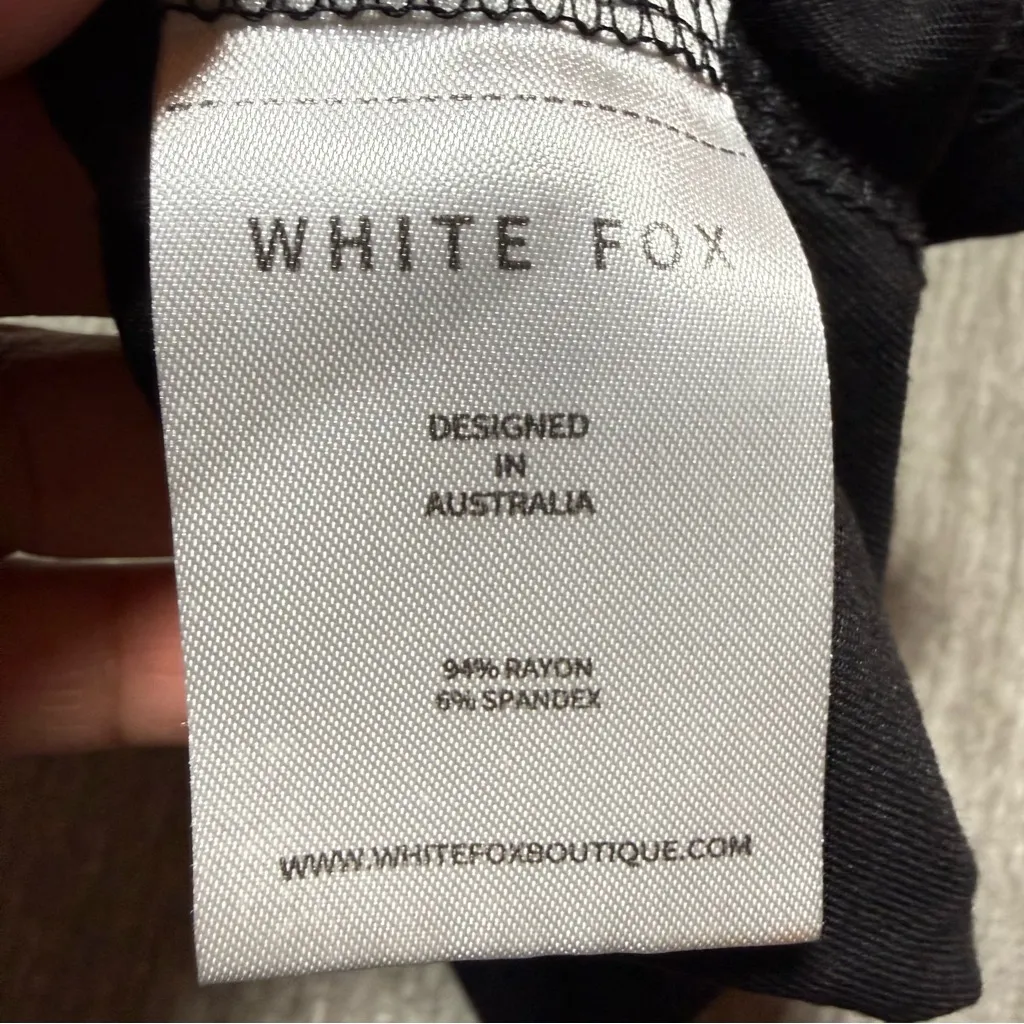 WHITE FOX
DESIGNED
IN
AUSTRALIA
94% RAYON
6% SPANDEX
WWW.WHITEFOXBOUTIQUE.COM